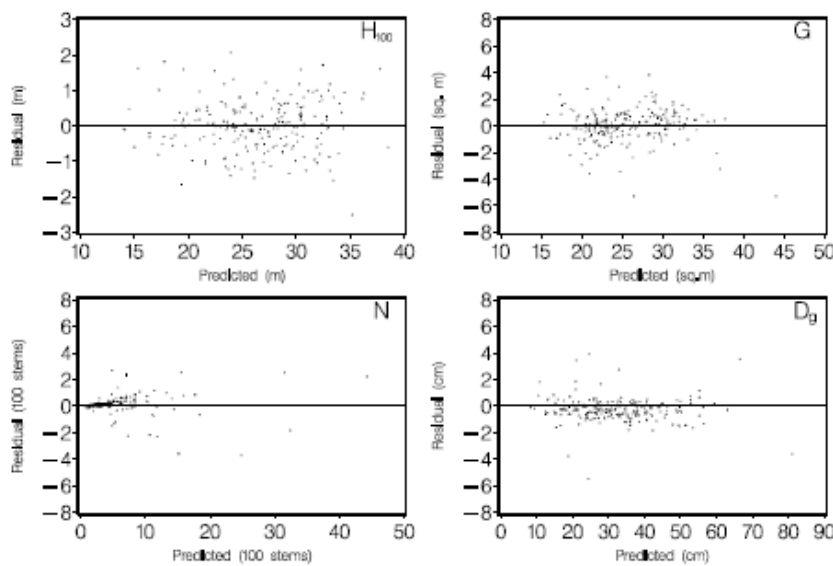 H100
Residual (m)
3
2
1
0
−1
−2
−3
10 15 20 25 30 35 40
Predicted (m)
G
Residual (sq.m)
8
6
4
2
0
−2
−4
−6
−8
10 15 20 25 30 35 40 45 50
Predicted (sq.m)
N
Residual (100 stems)
8
6
4
2
0
−2
−4
−6
−8
0 10 20 30 40 50
Predicted (100 stems)
Dg
Residual (cm)
8
6
4
2
0
−2
−4
−6
−8
0 10 20 30 40 50 60 70 80 90
Predicted (cm)